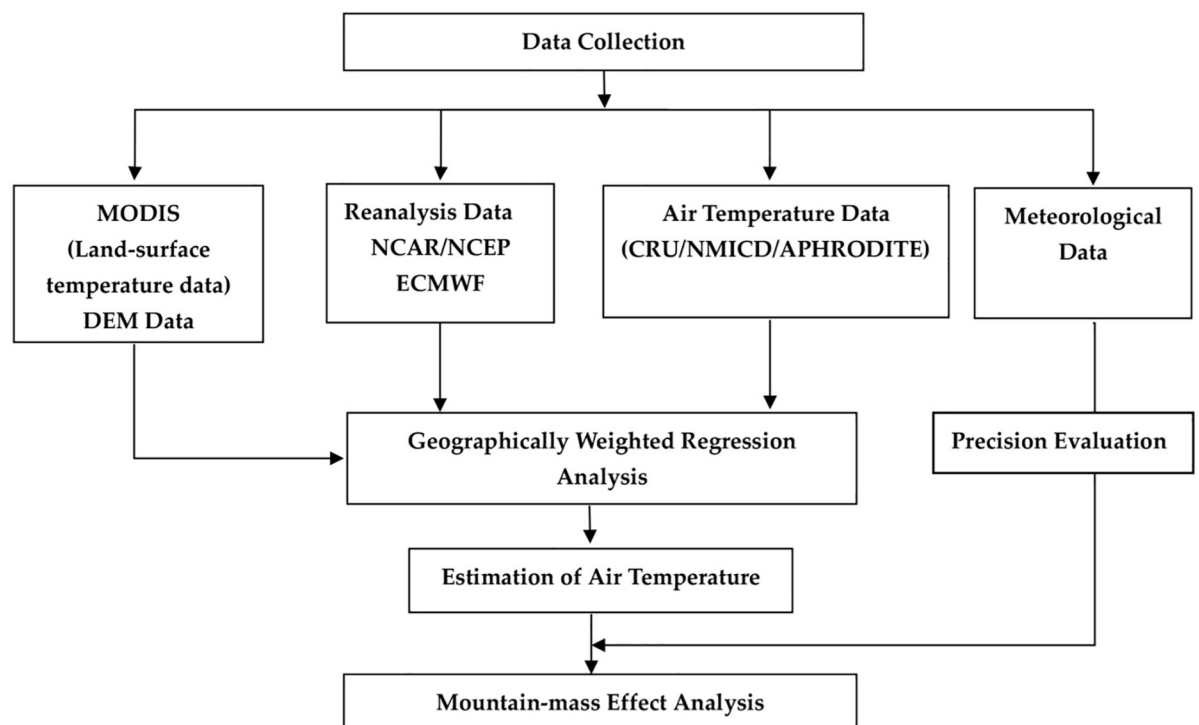 Data Collection
MODIS
(Land-surface
temperature data)
DEM Data
Reanalysis Data
NCAR/NCEP
ECMWF
Air Temperature Data
(CRU/NMICD/APHRODITE)
Meteorological
Data
Geographically Weighted Regression
Analysis
Precision Evaluation
Estimation of Air Temperature
Mountain-mass Effect Analysis